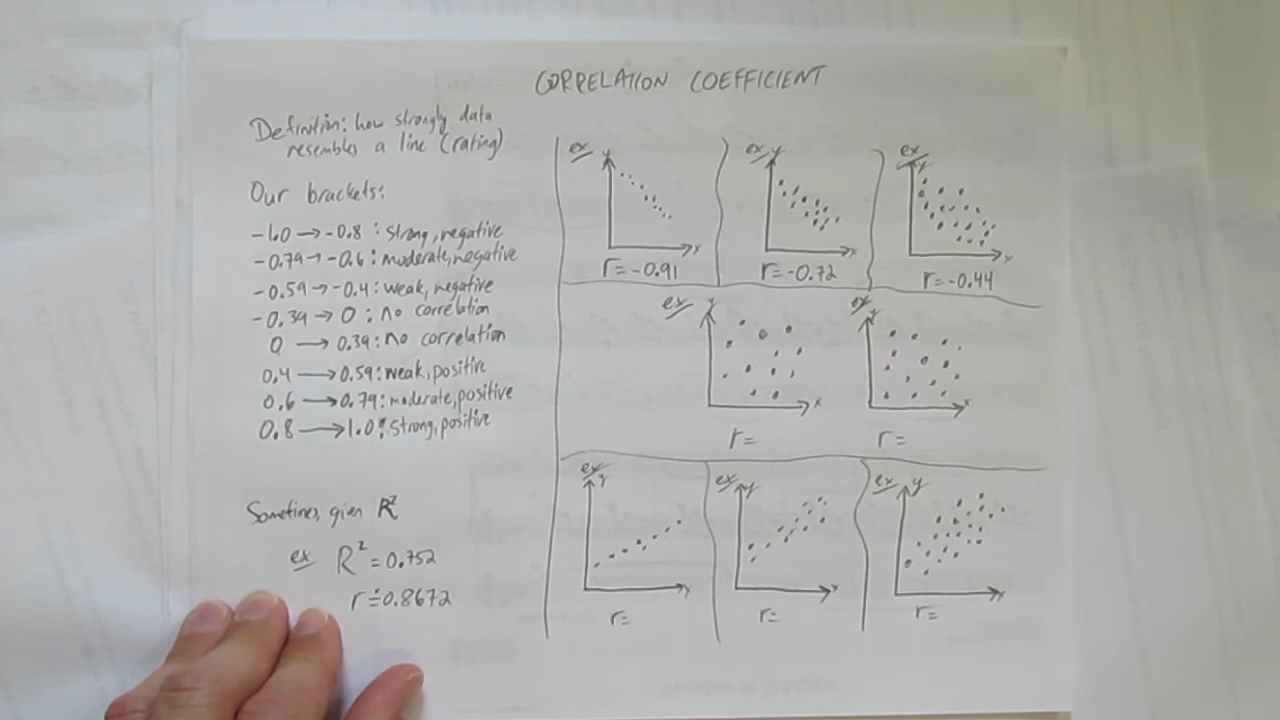 CORRELATION COEFFICIENT
Definition: how strongly data
resembles a line (rating)
Our brackets:
-1.0 → -0.8 : strong, negative
-0.79 → -0.6 : moderate, negative
-0.59 → -0.4 : weak, negative
-0.39 → 0 : no correlation
0 → 0.39 : no correlation
0.4 → 0.59 : weak, positive
0.6 → 0.79 : moderate, positive
0.8 → 1.0 : strong, positive
Sometimes, given R²
ex R² = 0.752
r ≐ 0.8672
ex y x
r = -0.91
ex y x
r = -0.72
ex y x
r = -0.44
ex y x
r =
ex y x
r =
ex y y
r =
ex y x
r =
ex y x
r =